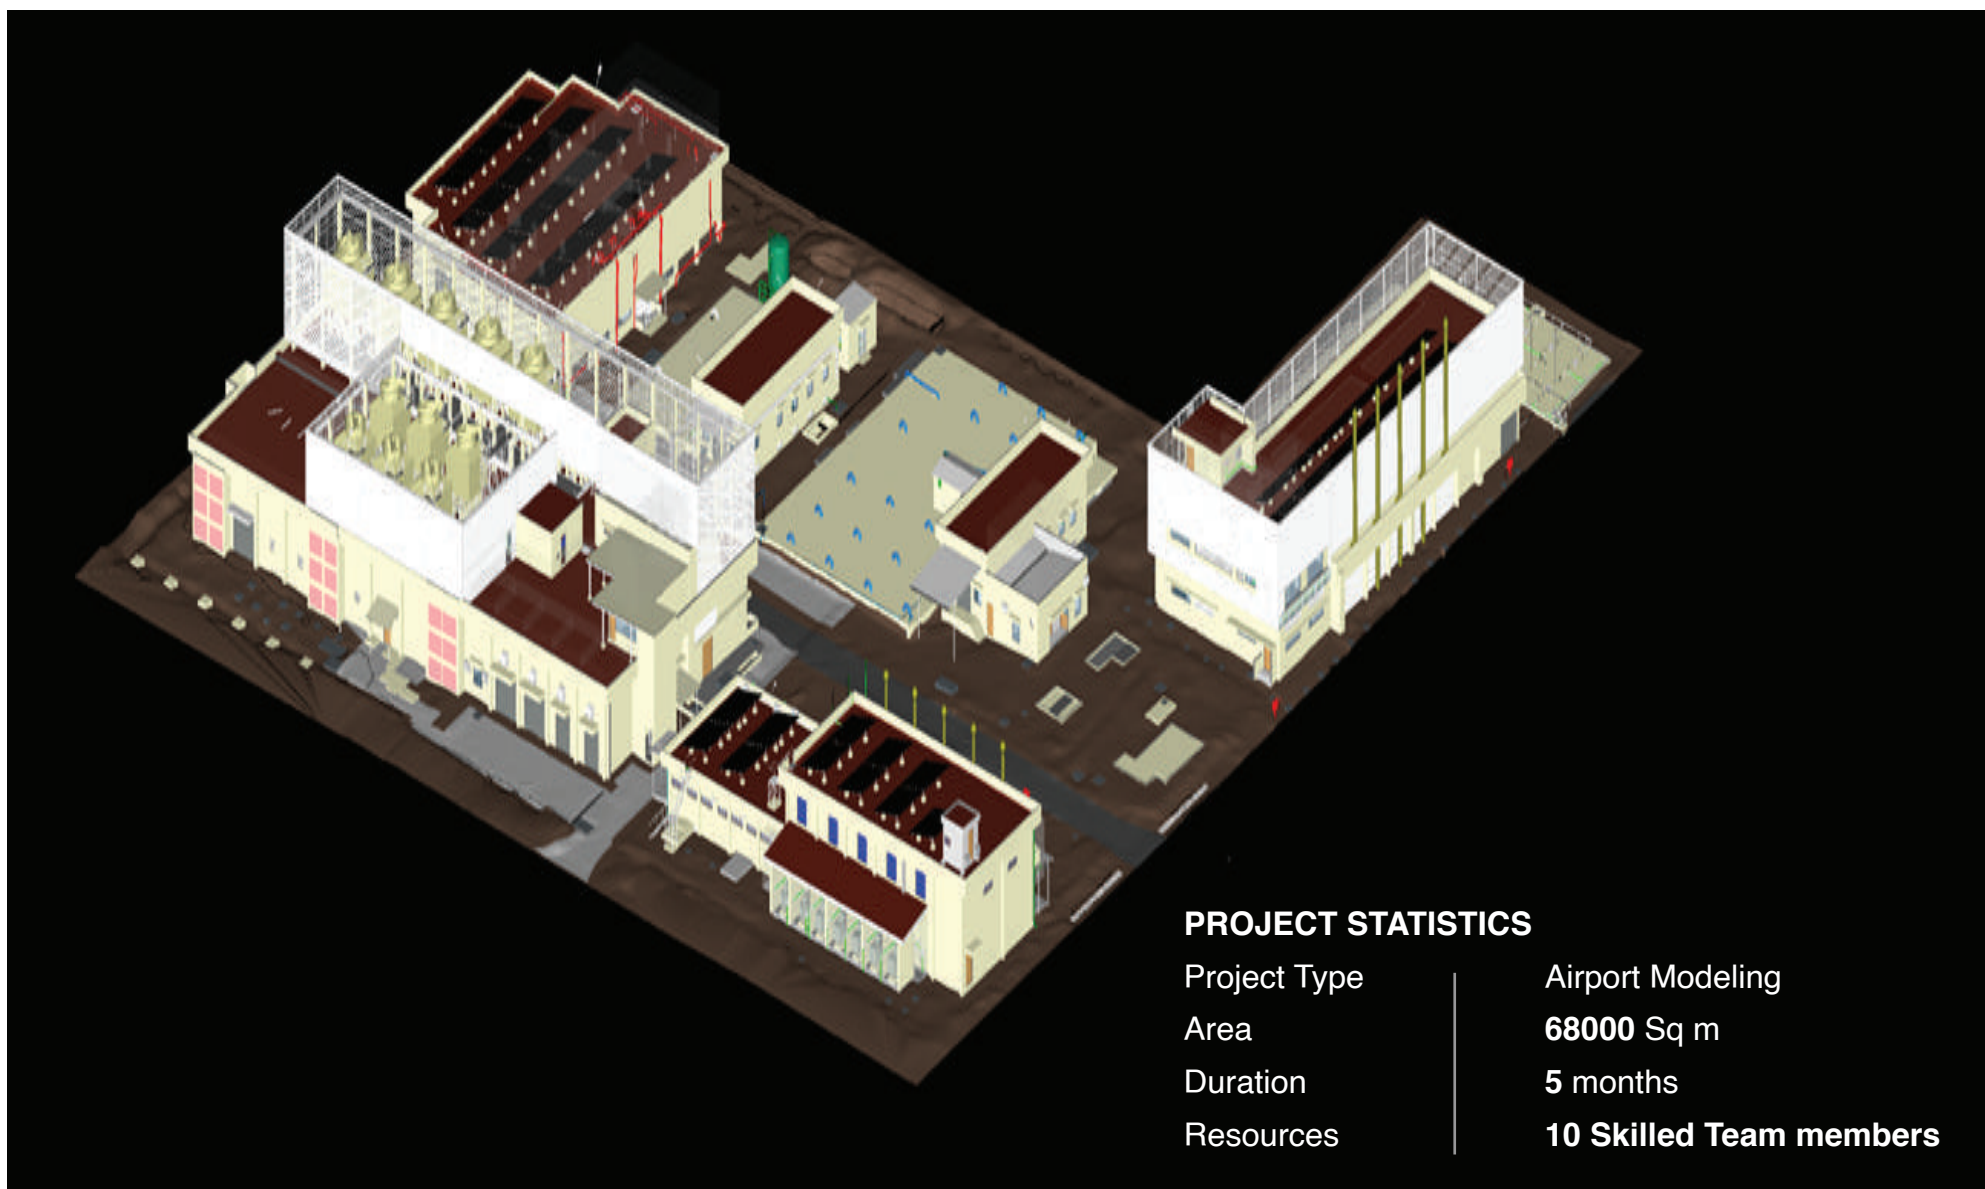 PROJECT STATISTICS
Project Type Airport Modeling
Area 68000 Sq m
Duration 5 months
Resources 10 Skilled Team members